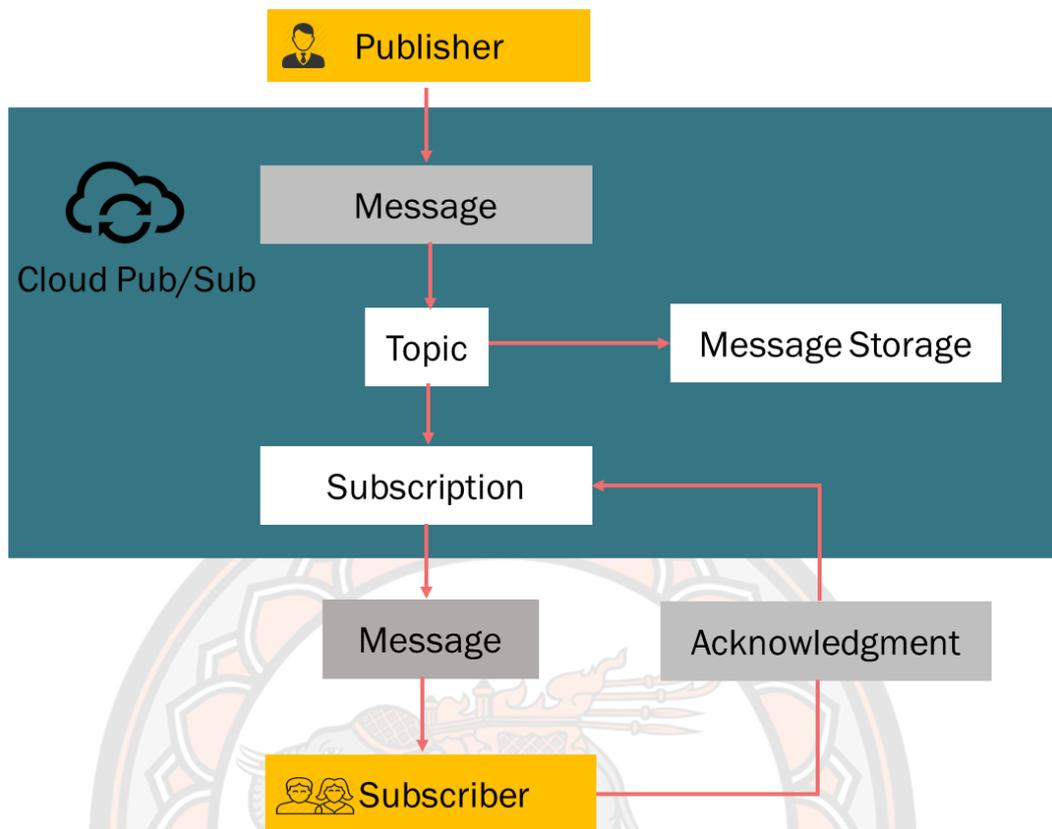 Publisher
Message
Cloud Pub/Sub
Topic
Message Storage
Subscription
Message
Acknowledgment
Subscriber